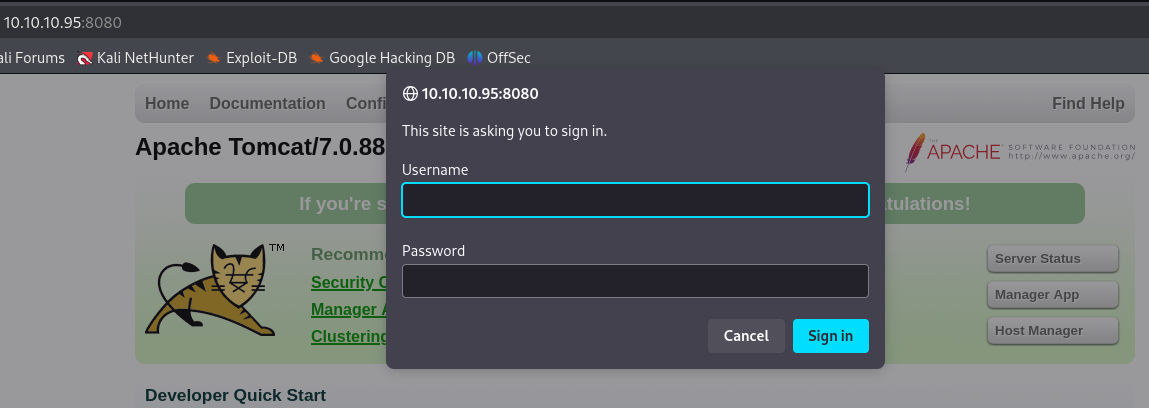 10.10.10.95:8080
ali Forums Kali NetHunter Exploit-DB Google Hacking DB OffSec
10.10.10.95:8080
This site is asking you to sign in.
Username
Password
Cancel Sign in
Home Documentation Confi Find Help
Apache Tomcat/7.0.88
THE APACHE™ SOFTWARE FOUNDATION
http://www.apache.org/
If you're s tulations!
TM
Recomme
Security C
Manager A
Clustering
Server Status
Manager App
Host Manager
Developer Quick Start